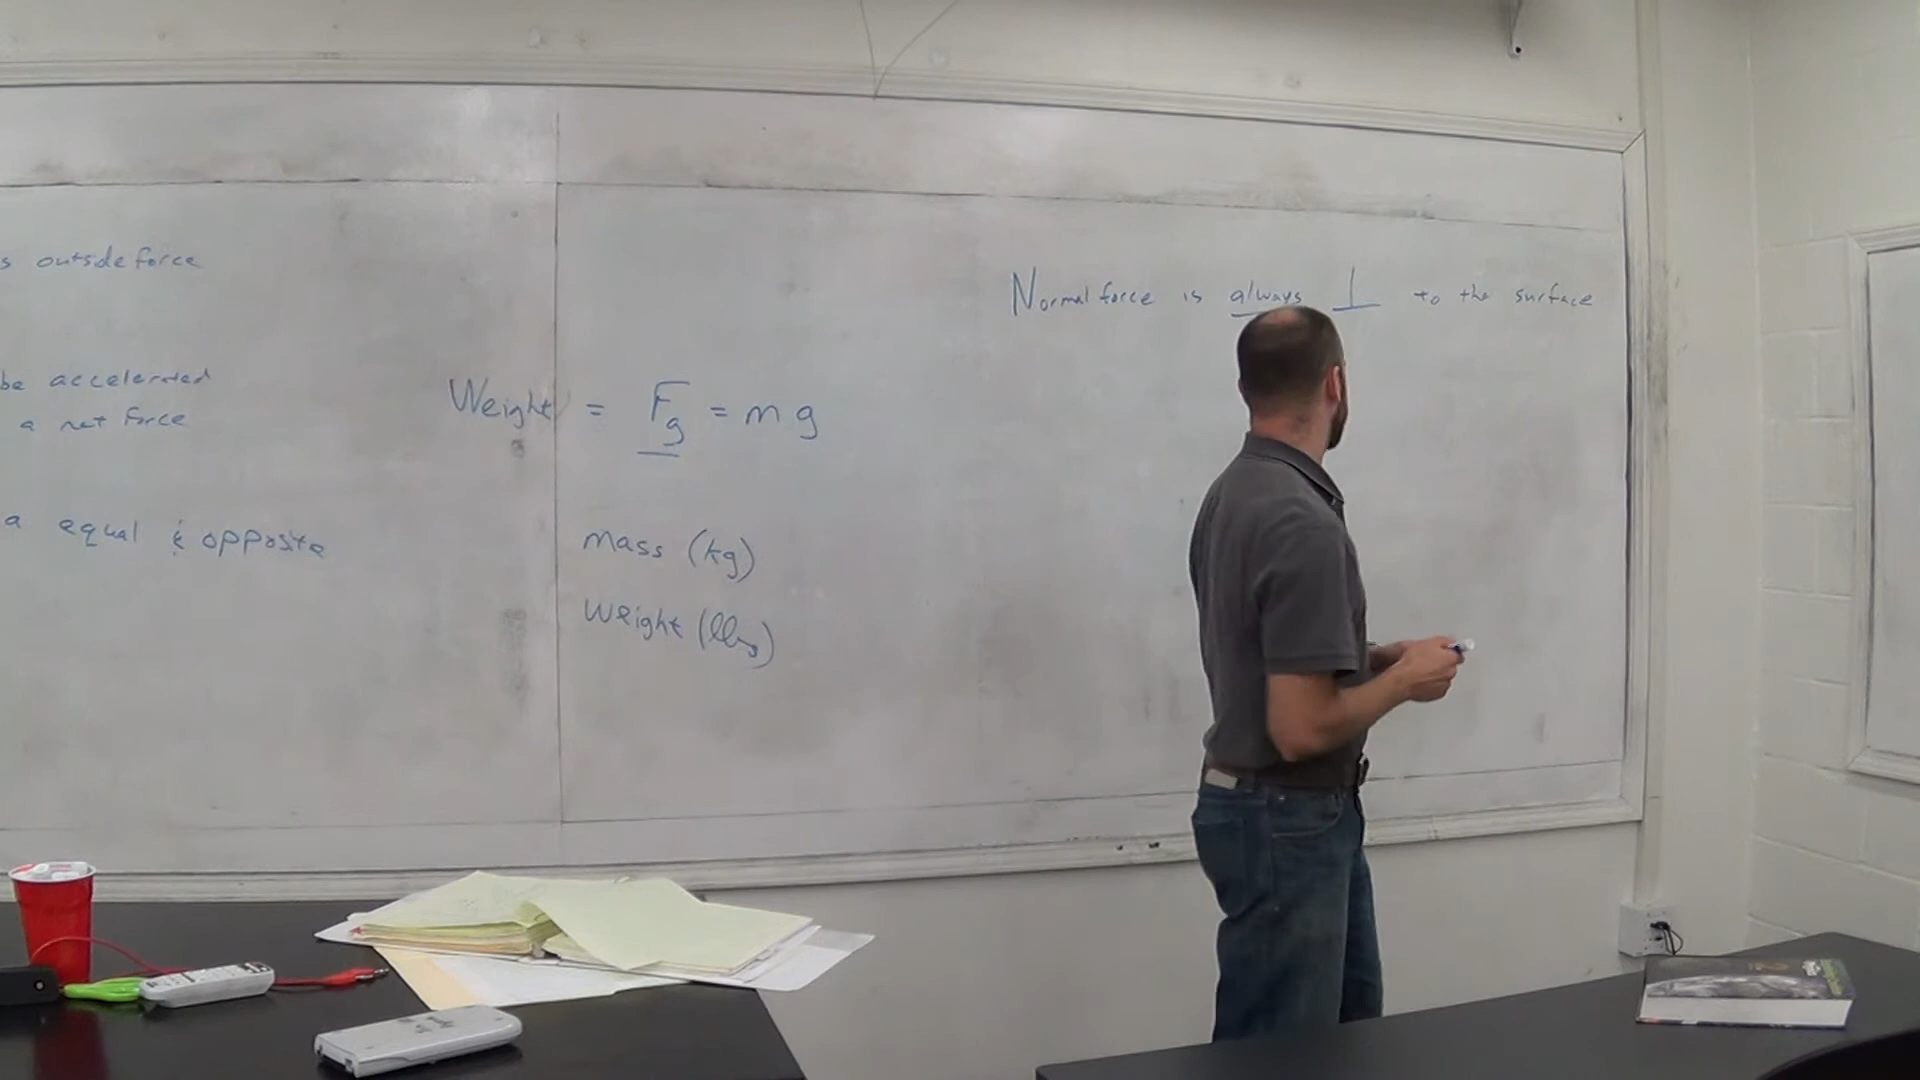 s outside force
be accelerated
a net force
a equal & opposite
Weight = Fg = mg
mass (kg)
weight (lbs)
Normal force is always ⊥ to the surface